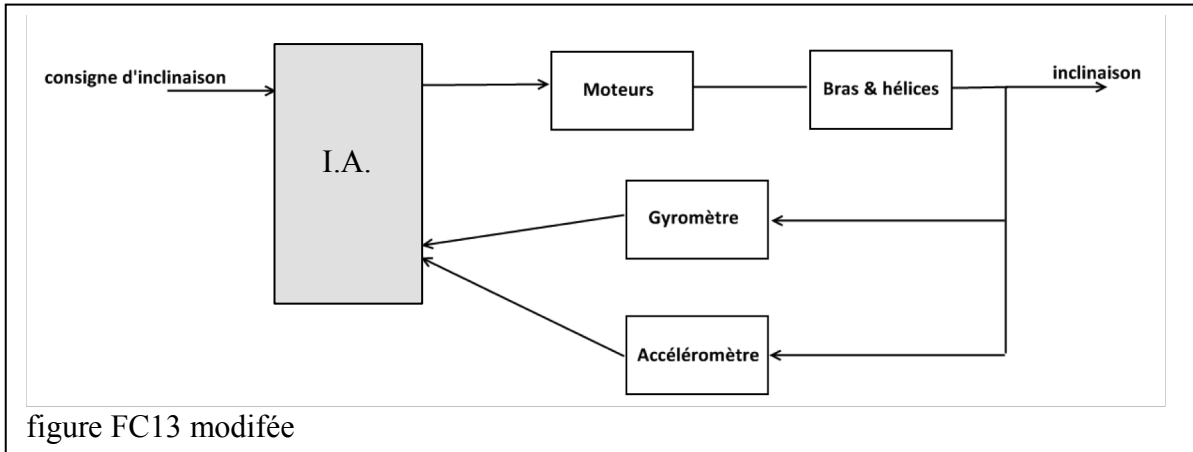 consigne d'inclinaison
I.A.
Moteurs
Bras & hélices
inclinaison
Gyromètre
Accéléromètre
figure FC13 modifée